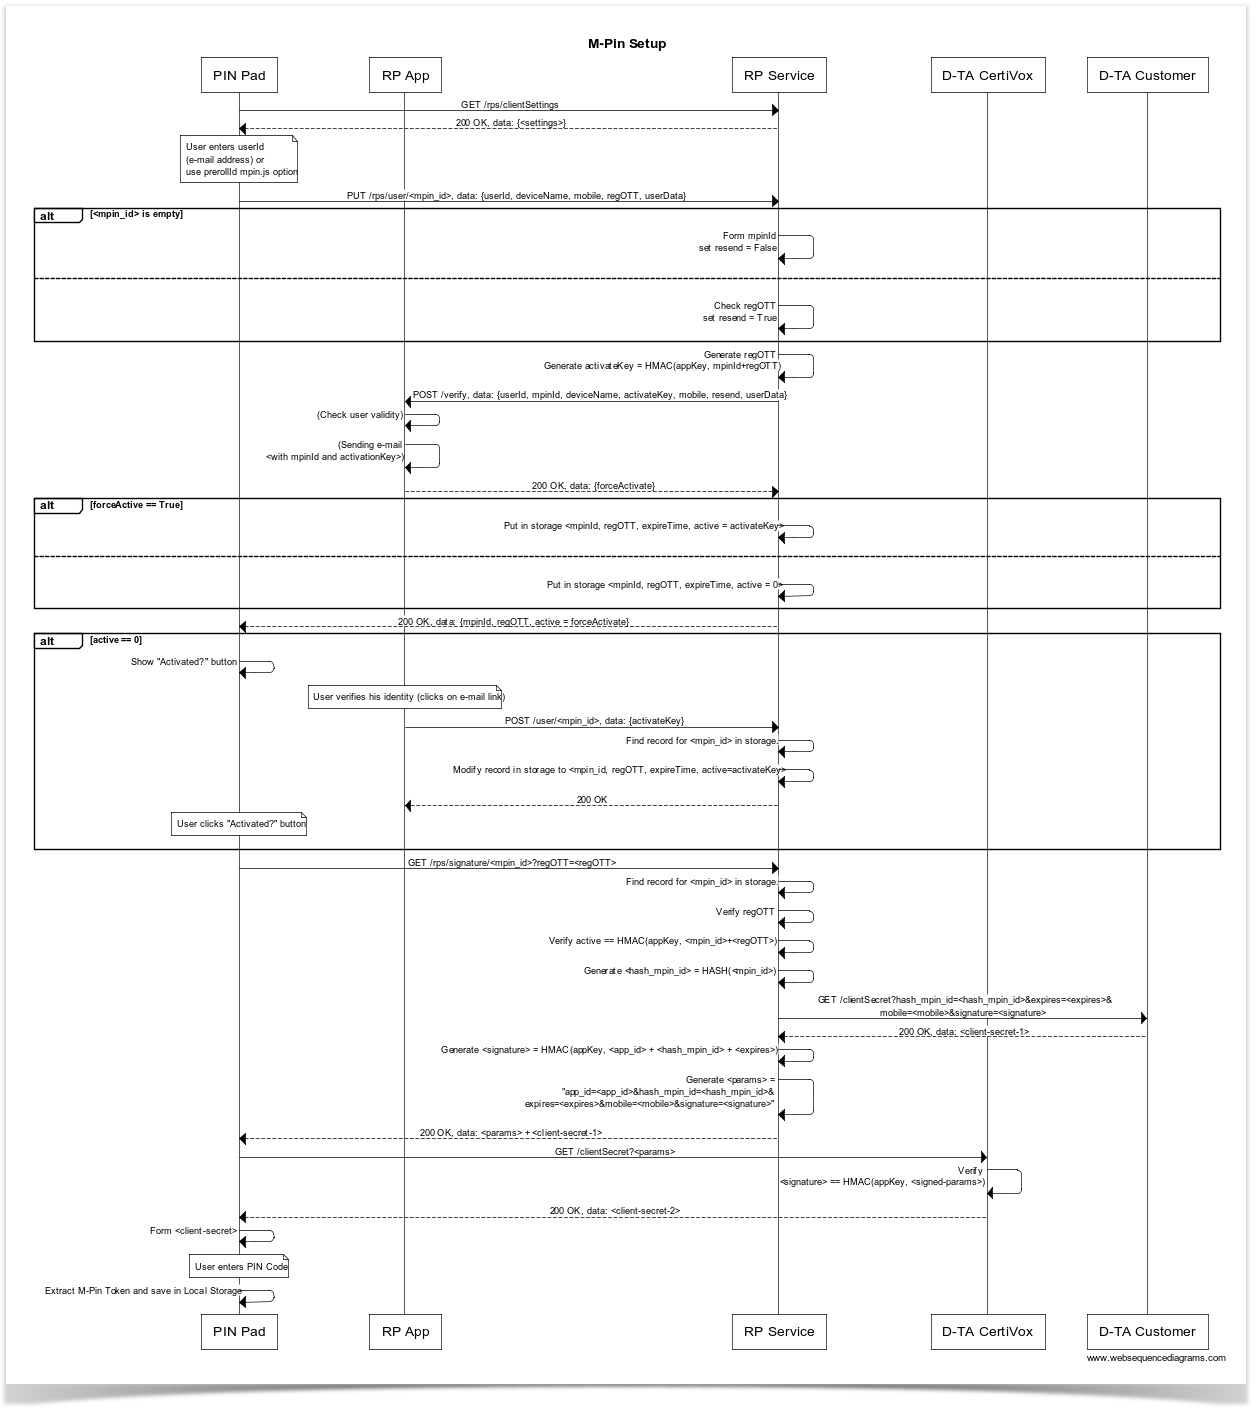 M-Pin Setup
PIN Pad
RP App
RP Service
D-TA CertiVox
D-TA Customer
GET /rps/clientSettings
200 OK, data: {<settings>}
User enters userId
(e-mail address) or
use prerollId mpin.js option
PUT /rps/user/<mpin_id>, data: {userId, deviceName, mobile, regOTT, userData}
alt
[<mpin_id> is empty]
Form mpinId
set resend = False
Check regOTT
set resend = True
Generate regOTT
Generate activateKey = HMAC(appKey, mpinId+regOTT)
POST /verify, data: {userId, mpinId, deviceName, activateKey, mobile, resend, userData}
(Check user validity)
(Sending e-mail
<with mpinId and activationKey>)
200 OK, data: {forceActivate}
alt
[forceActive == True]
Put in storage <mpinId, regOTT, expireTime, active = activateKey>
Put in storage <mpinId, regOTT, expireTime, active = 0>
200 OK, data: {mpinId, regOTT, active = forceActivate}
alt
[active == 0]
Show "Activated?" button
User verifies his identity (clicks on e-mail link)
POST /user/<mpin_id>, data: {activateKey}
Find record for <mpin_id> in storage.
Modify record in storage to <mpin_id, regOTT, expireTime, active=activateKey>
200 OK
User clicks "Activated?" button
GET /rps/signature/<mpin_id>?regOTT=<regOTT>
Find record for <mpin_id> in storage.
Verify regOTT
Verify active == HMAC(appKey, <mpin_id>+<regOTT>)
Generate <hash_mpin_id> = HASH(<mpin_id>)
GET /clientSecret?hash_mpin_id=<hash_mpin_id>&expires=<expires>&
mobile=<mobile>&signature=<signature>
200 OK, data: <client-secret-1>
Generate <signature> = HMAC(appKey, <app_id> + <hash_mpin_id> + <expires>)
Generate <params> =
"app_id=<app_id>&hash_mpin_id=<hash_mpin_id>&
expires=<expires>&mobile=<mobile>&signature=<signature>"
200 OK, data: <params> + <client-secret-1>
GET /clientSecret?<params>
Verify
<signature> == HMAC(appKey, <signed-params>)
200 OK, data: <client-secret-2>
Form <client-secret>
User enters PIN Code
Extract M-Pin Token and save in Local Storage
PIN Pad
RP App
RP Service
D-TA CertiVox
D-TA Customer
www.websequencediagrams.com